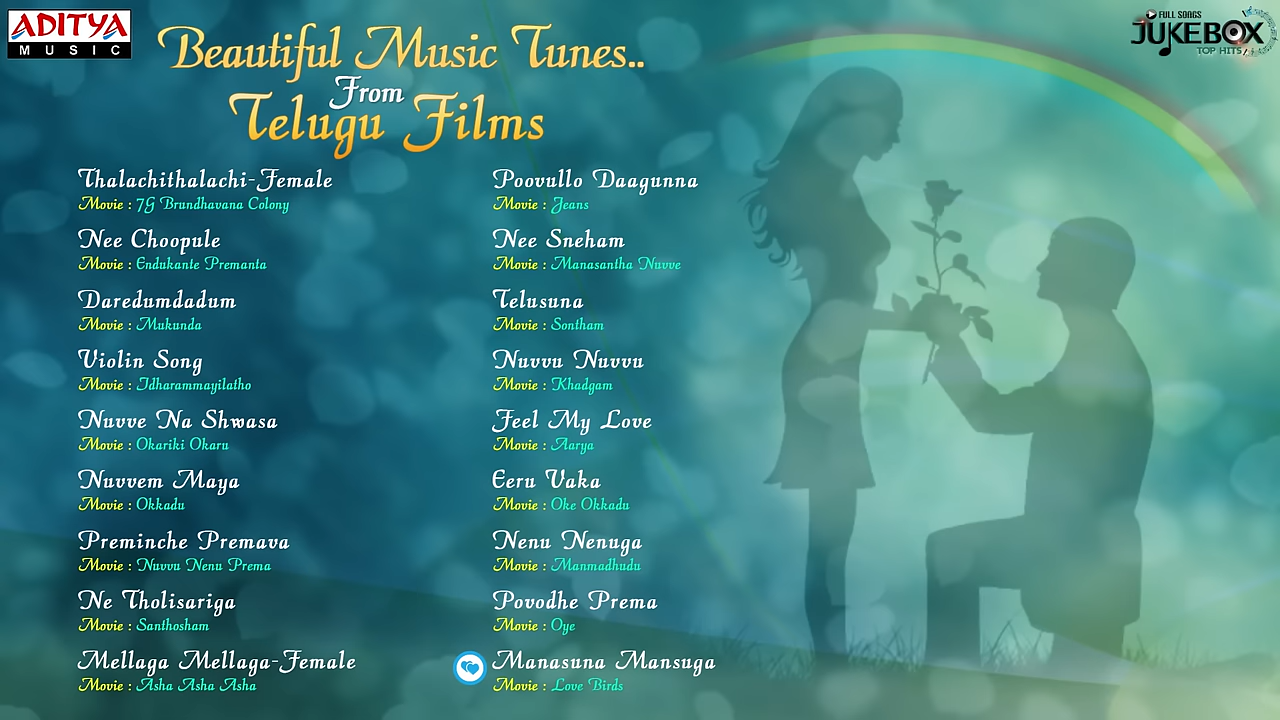 ADITYA
MUSIC
FULL SONGS
JUKEBOX
TOP HITS
Beautiful Music Tunes..
From
Telugu Films
Thalachithalachi-Female
Movie : 7G Brundhavana Colony
Nee Choopule
Movie : Endukante Premanta
Daredumdadum
Movie : Mukunda
Violin Song
Movie : Idharammayilatho
Nuvve Na Shwasa
Movie : Okariki Okaru
Nuvvem Maya
Movie : Okkadu
Preminche Premava
Movie : Nuvvu Nenu Prema
Ne Tholisariga
Movie : Santhosham
Mellaga Mellaga-Female
Movie : Asha Asha Asha
Poovullo Daagunna
Movie : Jeans
Nee Sneham
Movie : Manasantha Nuvve
Telusuna
Movie : Sontham
Nuvvu Nuvvu
Movie : Khadgam
Feel My Love
Movie : Aarya
Eeru Vaka
Movie : Oke Okkadu
Nenu Nenuga
Movie : Manmadhudu
Povodhe Prema
Movie : Oye
Manasuna Mansuga
Movie : Love Birds